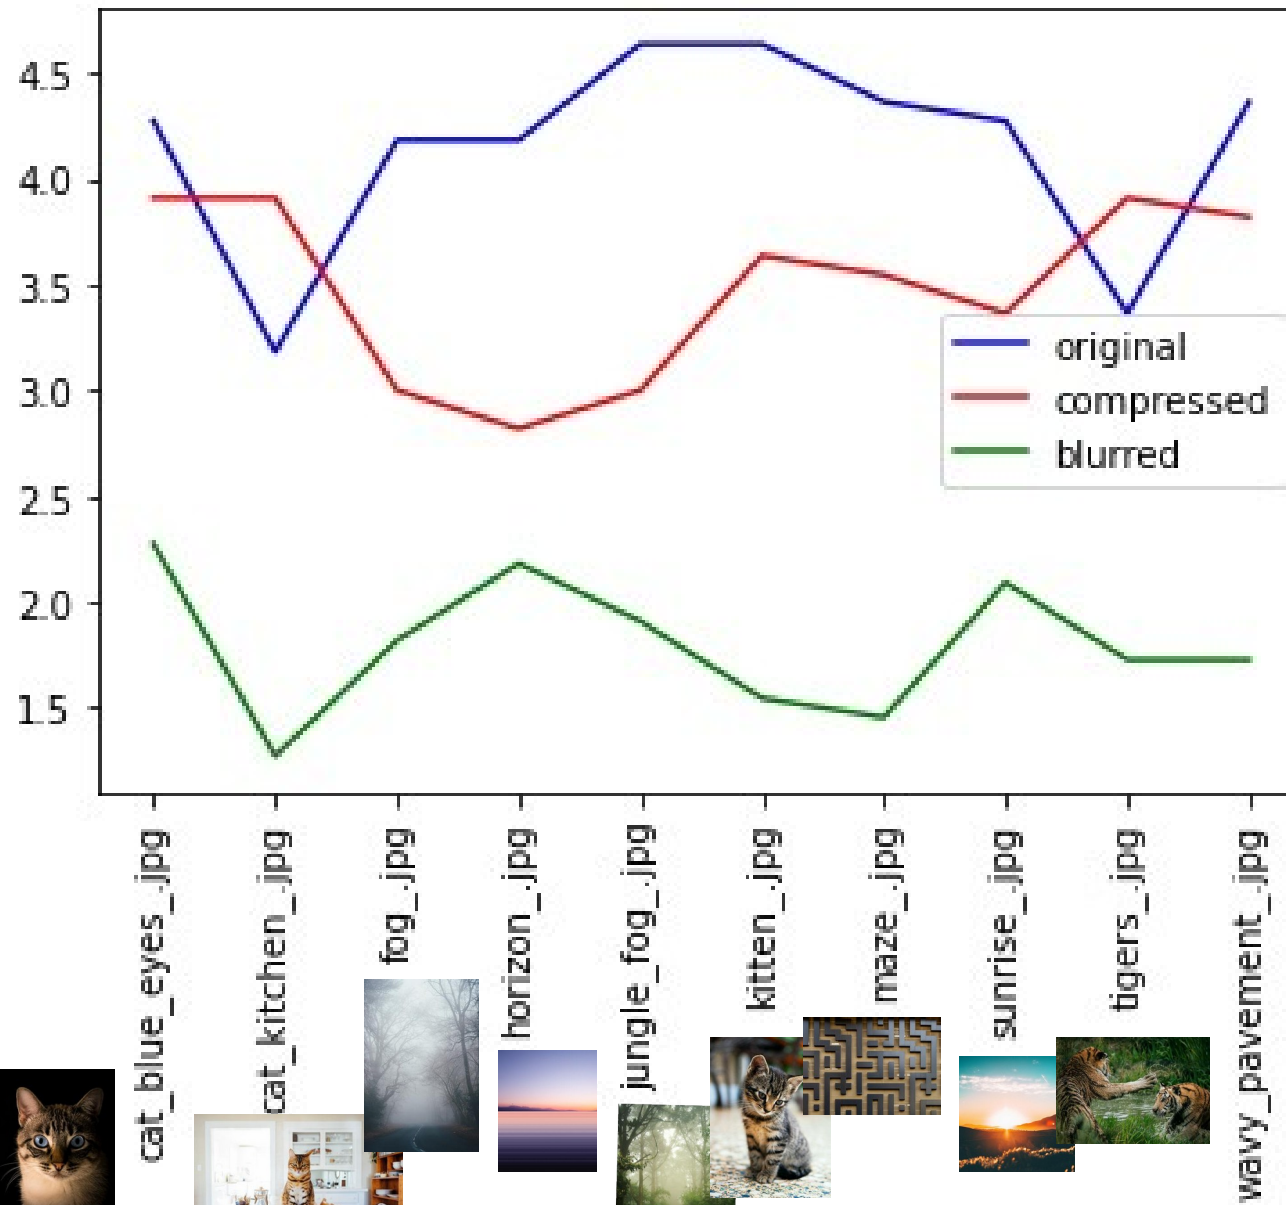 4.5
4.0
3.5
3.0
2.5
2.0
1.5
original
compressed
blurred
cat_blue_eyes_.jpg
cat_kitchen_.jpg
fog_.jpg
horizon_.jpg
jungle_fog_.jpg
kitten_.jpg
maze_.jpg
sunrise_.jpg
tigers_.jpg
wavy_pavement_.jpg